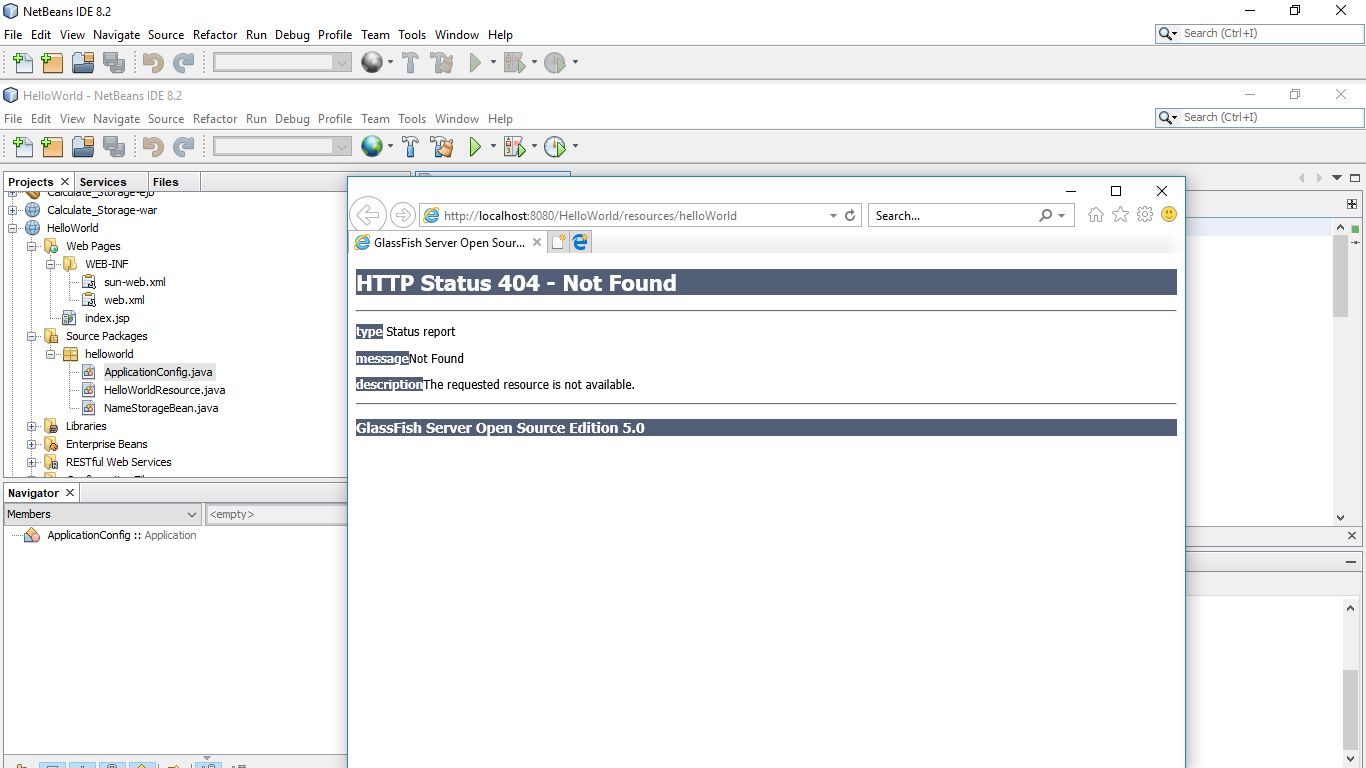 NetBeans IDE 8.2
File Edit View Navigate Source Refactor Run Debug Profile Team Tools Window Help
Search (Ctrl+I)
HelloWorld - NetBeans IDE 8.2
File Edit View Navigate Source Refactor Run Debug Profile Team Tools Window Help
Search (Ctrl+I)
Projects
Services
Files
Calculate_Storage-ejb
Calculate_Storage-war
HelloWorld
Web Pages
WEB-INF
sun-web.xml
web.xml
index.jsp
Source Packages
helloworld
ApplicationConfig.java
HelloWorldResource.java
NameStorageBean.java
Libraries
Enterprise Beans
RESTful Web Services
Navigator
Members
<empty>
ApplicationConfig :: Application
http://localhost:8080/HelloWorld/resources/helloWorld
Search...
GlassFish Server Open Sour...
HTTP Status 404 - Not Found
type Status report
messageNot Found
descriptionThe requested resource is not available.
GlassFish Server Open Source Edition 5.0